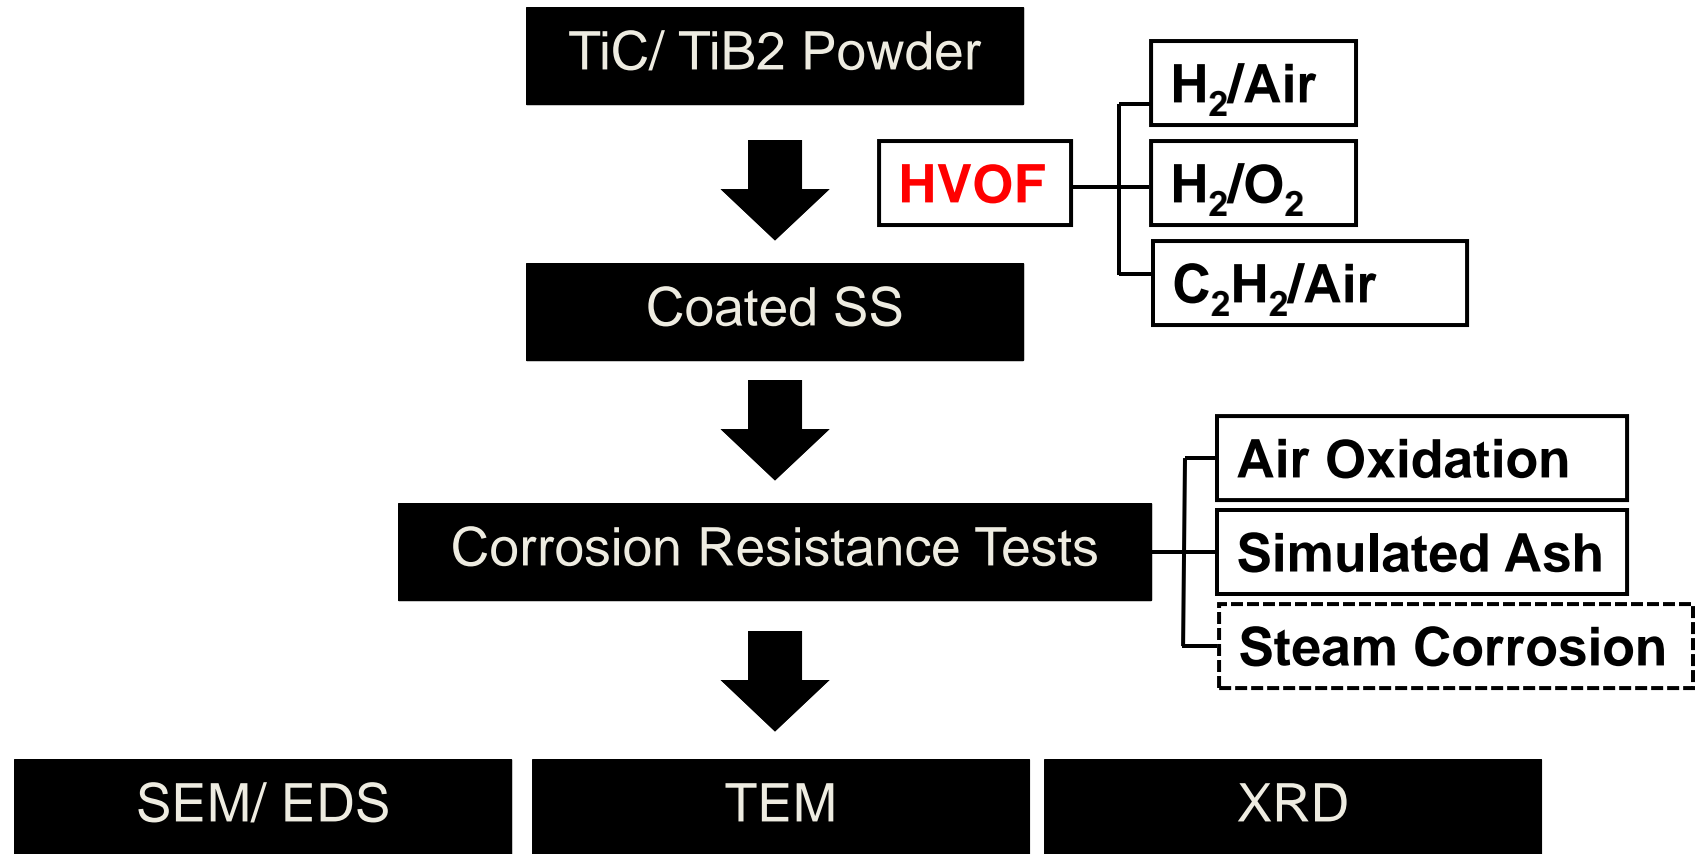 TiC/ TiB2 Powder
H₂/Air
HVOF
H₂/O₂
C₂H₂/Air
Coated SS
Air Oxidation
Corrosion Resistance Tests
Simulated Ash
Steam Corrosion
SEM/ EDS
TEM
XRD